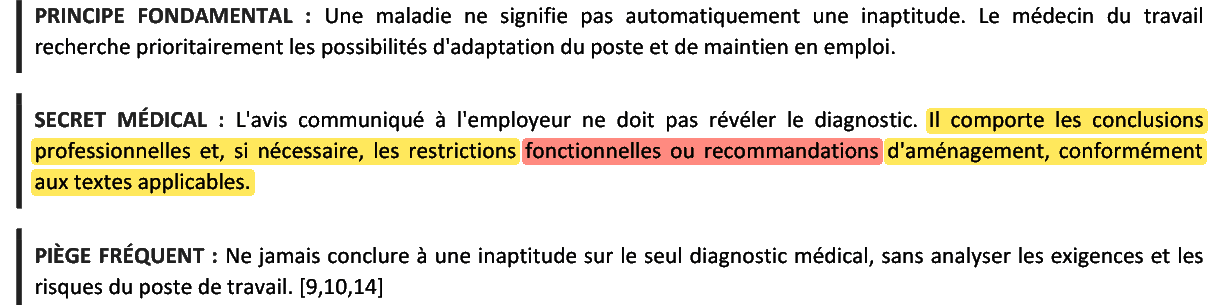 PRINCIPE FONDAMENTAL : Une maladie ne signifie pas automatiquement une inaptitude. Le médecin du travail
recherche prioritairement les possibilités d'adaptation du poste et de maintien en emploi.
SECRET MÉDICAL : L'avis communiqué à l'employeur ne doit pas révéler le diagnostic. Il comporte les conclusions
professionnelles et, si nécessaire, les restrictions fonctionnelles ou recommandations d'aménagement, conformément
aux textes applicables.
PIÈGE FRÉQUENT : Ne jamais conclure à une inaptitude sur le seul diagnostic médical, sans analyser les exigences et les
risques du poste de travail. [9,10,14]